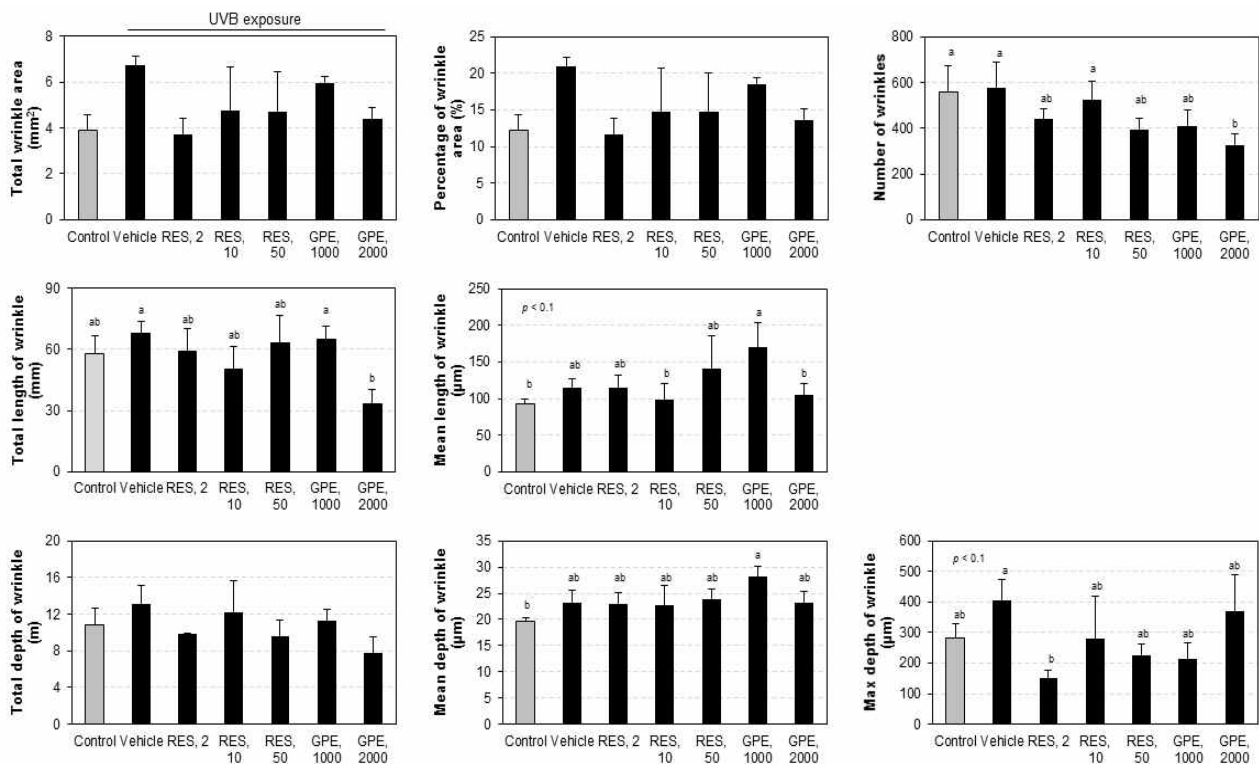 UVB exposure
Total wrinkle area
(mm2)
8
6
4
2
0
Control Vehicle RES, 2 RES, 10 RES, 50 GPE, 1000 GPE, 2000
Percentage of wrinkle
area (%)
25
20
15
10
5
0
Control Vehicle RES, 2 RES, 10 RES, 50 GPE, 1000 GPE, 2000
Number of wrinkles
800
600
400
200
0
a a ab a ab ab b
Control Vehicle RES, 2 RES, 10 RES, 50 GPE, 1000 GPE, 2000
Total length of wrinkle
(mm)
90
60
30
0
ab a ab ab ab a b
Control Vehicle RES, 2 RES, 10 RES, 50 GPE, 1000 GPE, 2000
Mean length of wrinkle
(µm)
250
200
150
100
50
0
p < 0.1
b ab ab b ab a b
Control Vehicle RES, 2 RES, 10 RES, 50 GPE, 1000 GPE, 2000
Total depth of wrinkle
(m)
20
16
12
8
4
0
Control Vehicle RES, 2 RES, 10 RES, 50 GPE, 1000 GPE, 2000
Mean depth of wrinkle
(µm)
35
30
25
20
15
10
5
0
b ab ab ab ab a ab
Control Vehicle RES, 2 RES, 10 RES, 50 GPE, 1000 GPE, 2000
Max depth of wrinkle
(µm)
600
500
400
300
200
100
0
p < 0.1
ab a b ab ab ab ab
Control Vehicle RES, 2 RES, 10 RES, 50 GPE, 1000 GPE, 2000